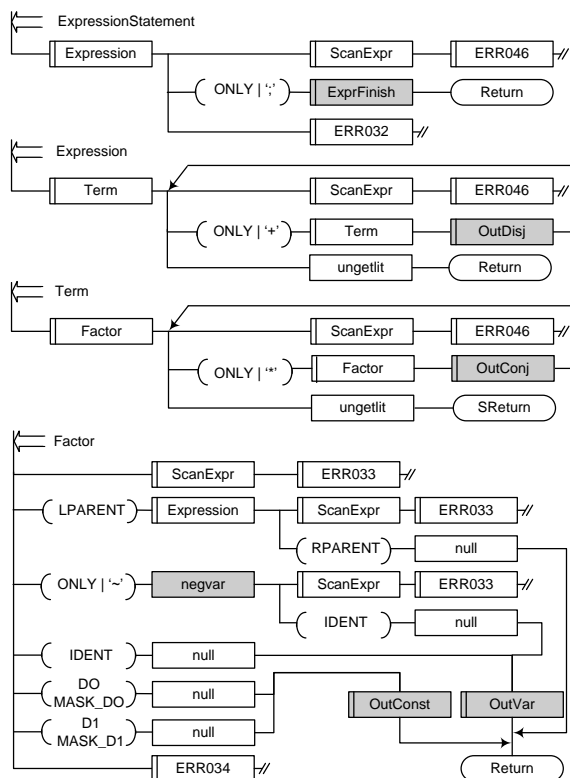 ExpressionStatement
Expression ScanExpr ERR046
ONLY | ‘;’ ExprFinish Return
ERR032
Expression
Term ScanExpr ERR046
ONLY | ‘+’ Term OutDisj
ungetlit Return
Term
Factor ScanExpr ERR046
ONLY | ‘*’ Factor OutConj
ungetlit SReturn
Factor
ScanExpr ERR033
LPARENT Expression ScanExpr ERR033
RPARENT null
ONLY | ‘~’ negvar ScanExpr ERR033
IDENT null
IDENT null
DO
MASK_DO null OutConst OutVar
D1
MASK_D1 null
ERR034 Return